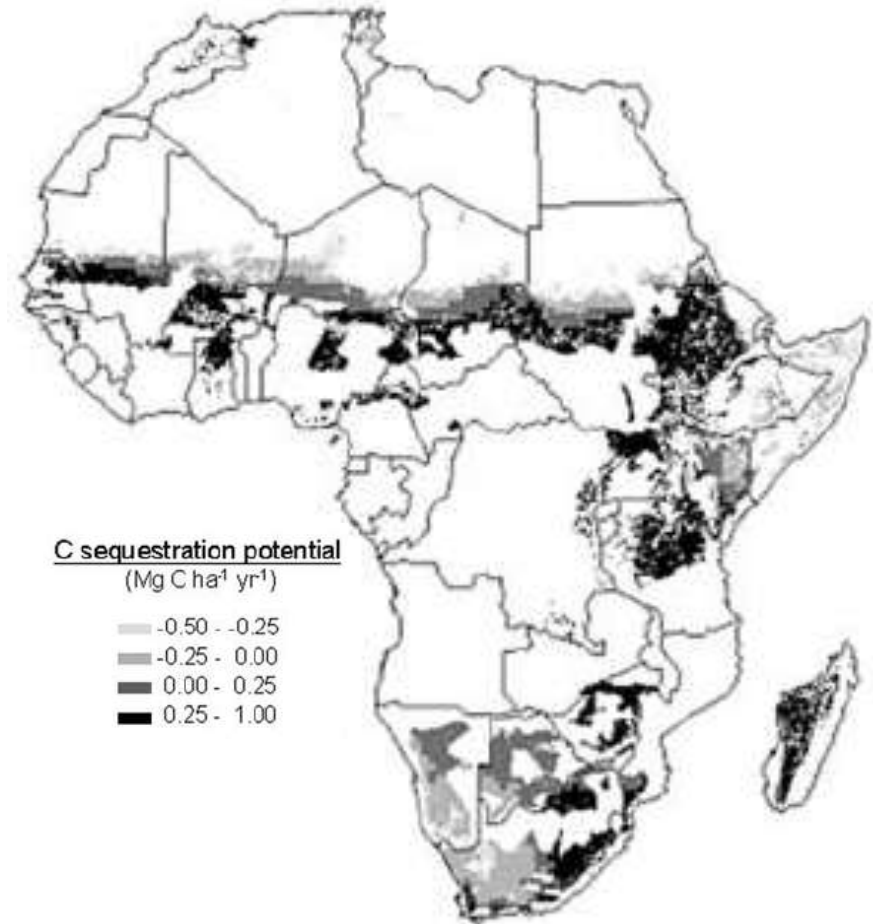 C sequestration potential
(Mg C ha⁻¹ yr⁻¹)
-0.50 - -0.25
-0.25 - 0.00
0.00 - 0.25
0.25 - 1.00